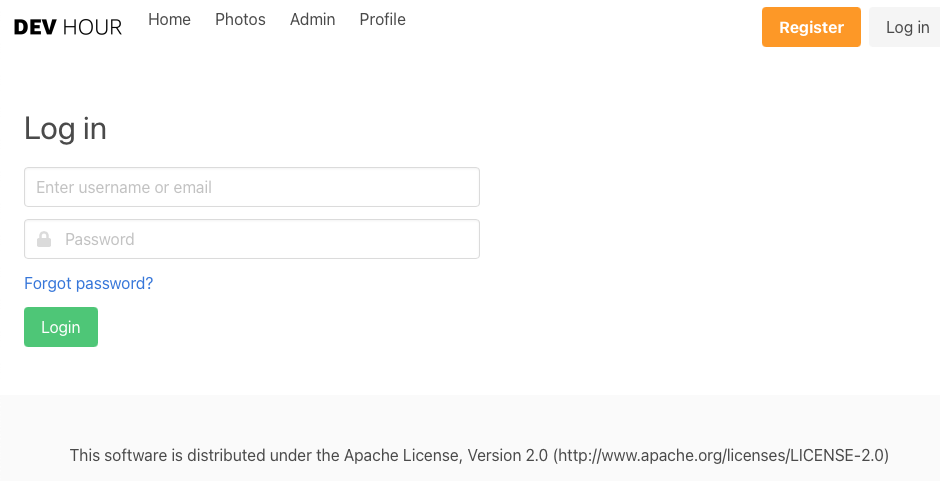 DEV HOUR Home Photos Admin Profile Register Log in
Log in
Enter username or email
Password
Forgot password?
Login
This software is distributed under the Apache License, Version 2.0 (http://www.apache.org/licenses/LICENSE-2.0)